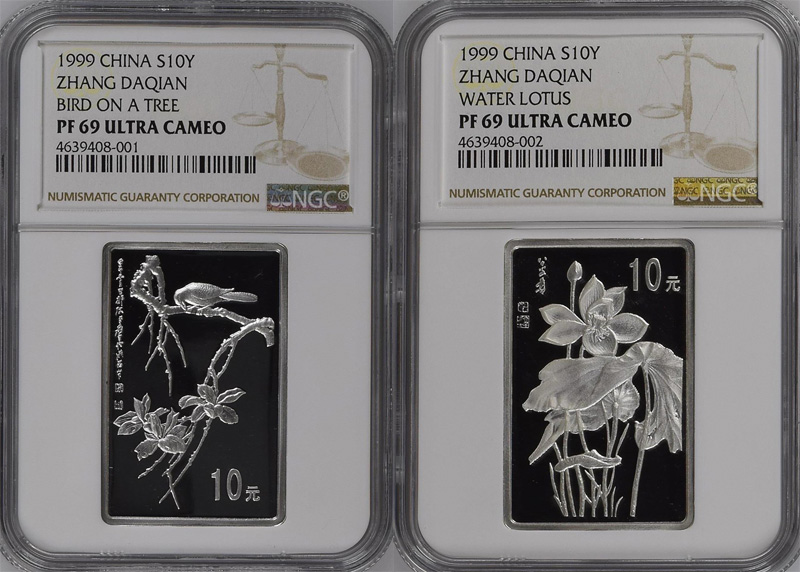 1999 CHINA S10Y
ZHANG DAQIAN
BIRD ON A TREE
PF 69 ULTRA CAMEO
4639408-001
NUMISMATIC GUARANTY CORPORATION
NGC®
10元
1999 CHINA S10Y
ZHANG DAQIAN
WATER LOTUS
PF 69 ULTRA CAMEO
4639408-002
NUMISMATIC GUARANTY CORPORATION
NGC
10元